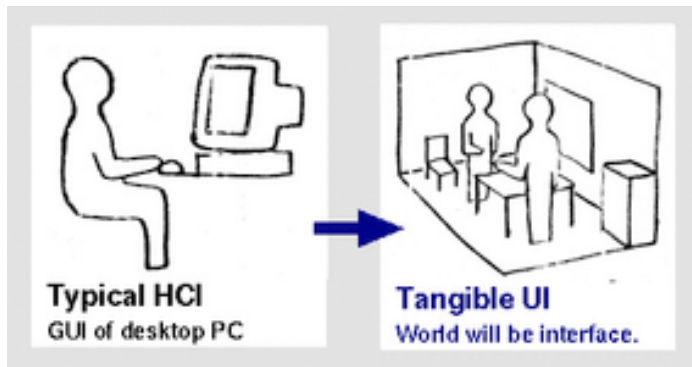 Typical HCI
GUI of desktop PC
Tangible UI
World will be interface.